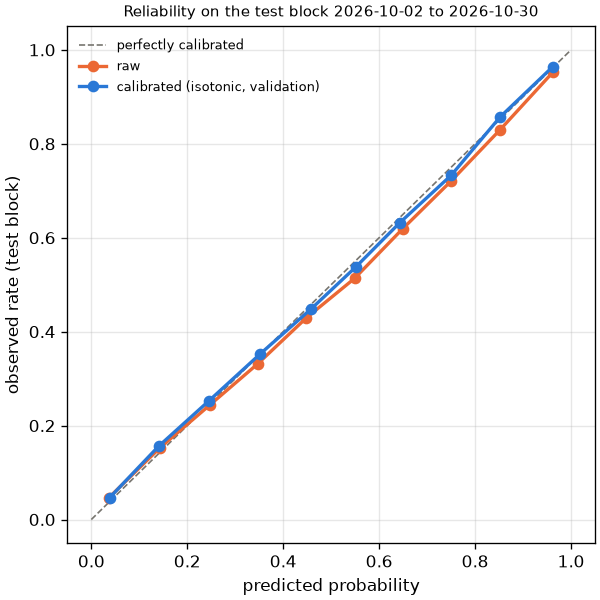 Reliability on the test block 2026-10-02 to 2026-10-30
perfectly calibrated
raw
calibrated (isotonic, validation)
1.0
0.8
0.6
0.4
0.2
0.0
observed rate (test block)
0.0 0.2 0.4 0.6 0.8 1.0
predicted probability